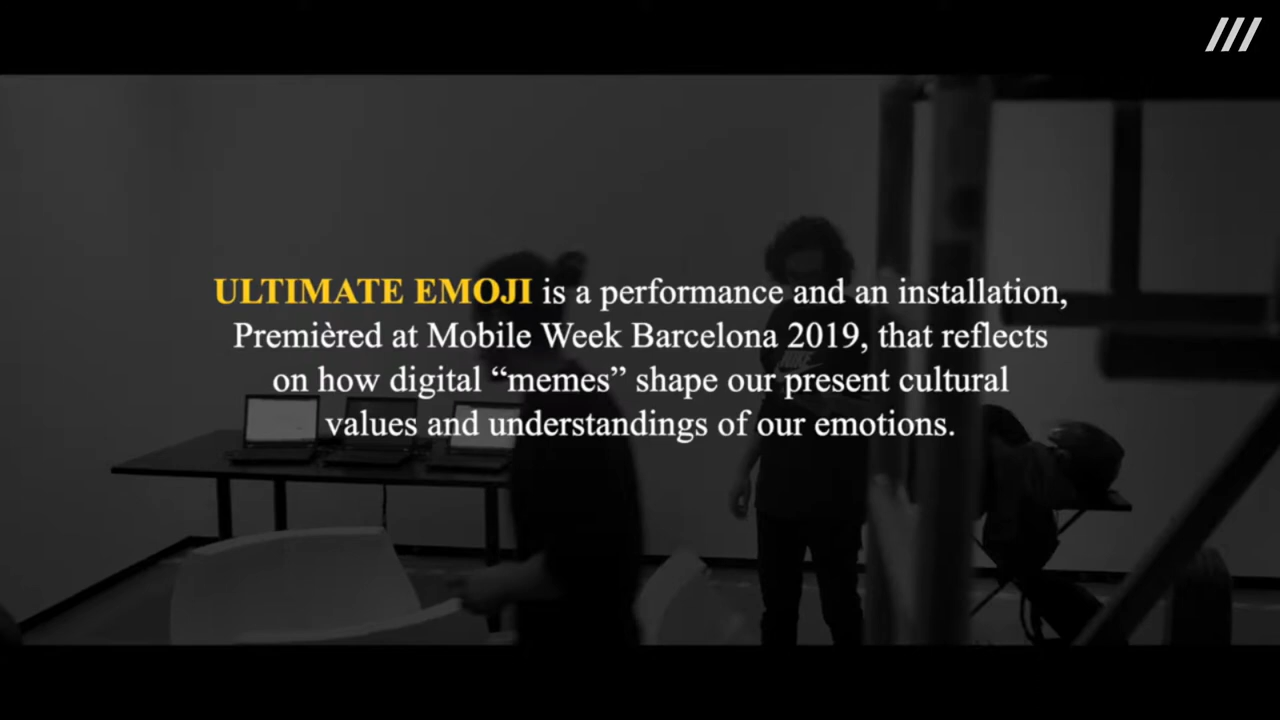 ULTIMATE EMOJI is a performance and an installation,
Premièred at Mobile Week Barcelona 2019, that reflects
on how digital “memes” shape our present cultural
values and understandings of our emotions.
NIKE